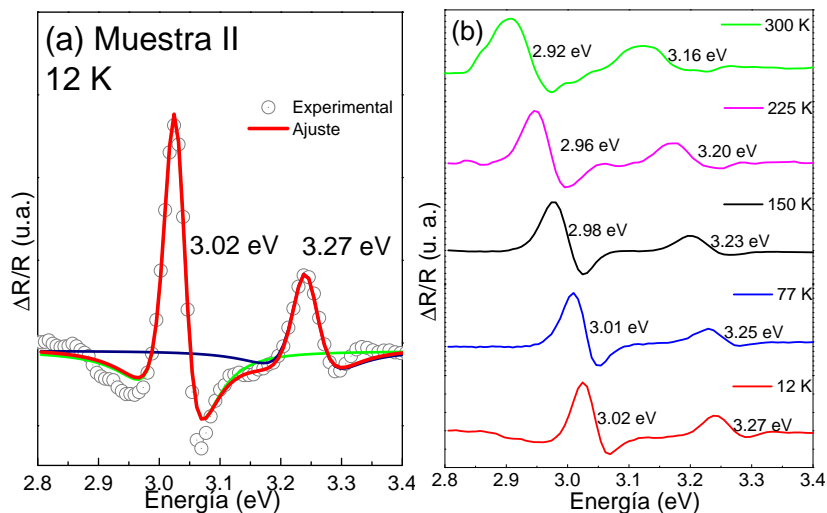 (a) Muestra II
12 K
Experimental
Ajuste
3.02 eV
3.27 eV
ΔR/R (u.a.)
2.8 2.9 3.0 3.1 3.2 3.3 3.4
Energía (eV)
(b)
300 K
2.92 eV
3.16 eV
225 K
2.96 eV
3.20 eV
150 K
2.98 eV
3.23 eV
77 K
3.01 eV
3.25 eV
12 K
3.02 eV
3.27 eV
ΔR/R (u. a.)
2.8 2.9 3.0 3.1 3.2 3.3 3.4
Energía (eV)